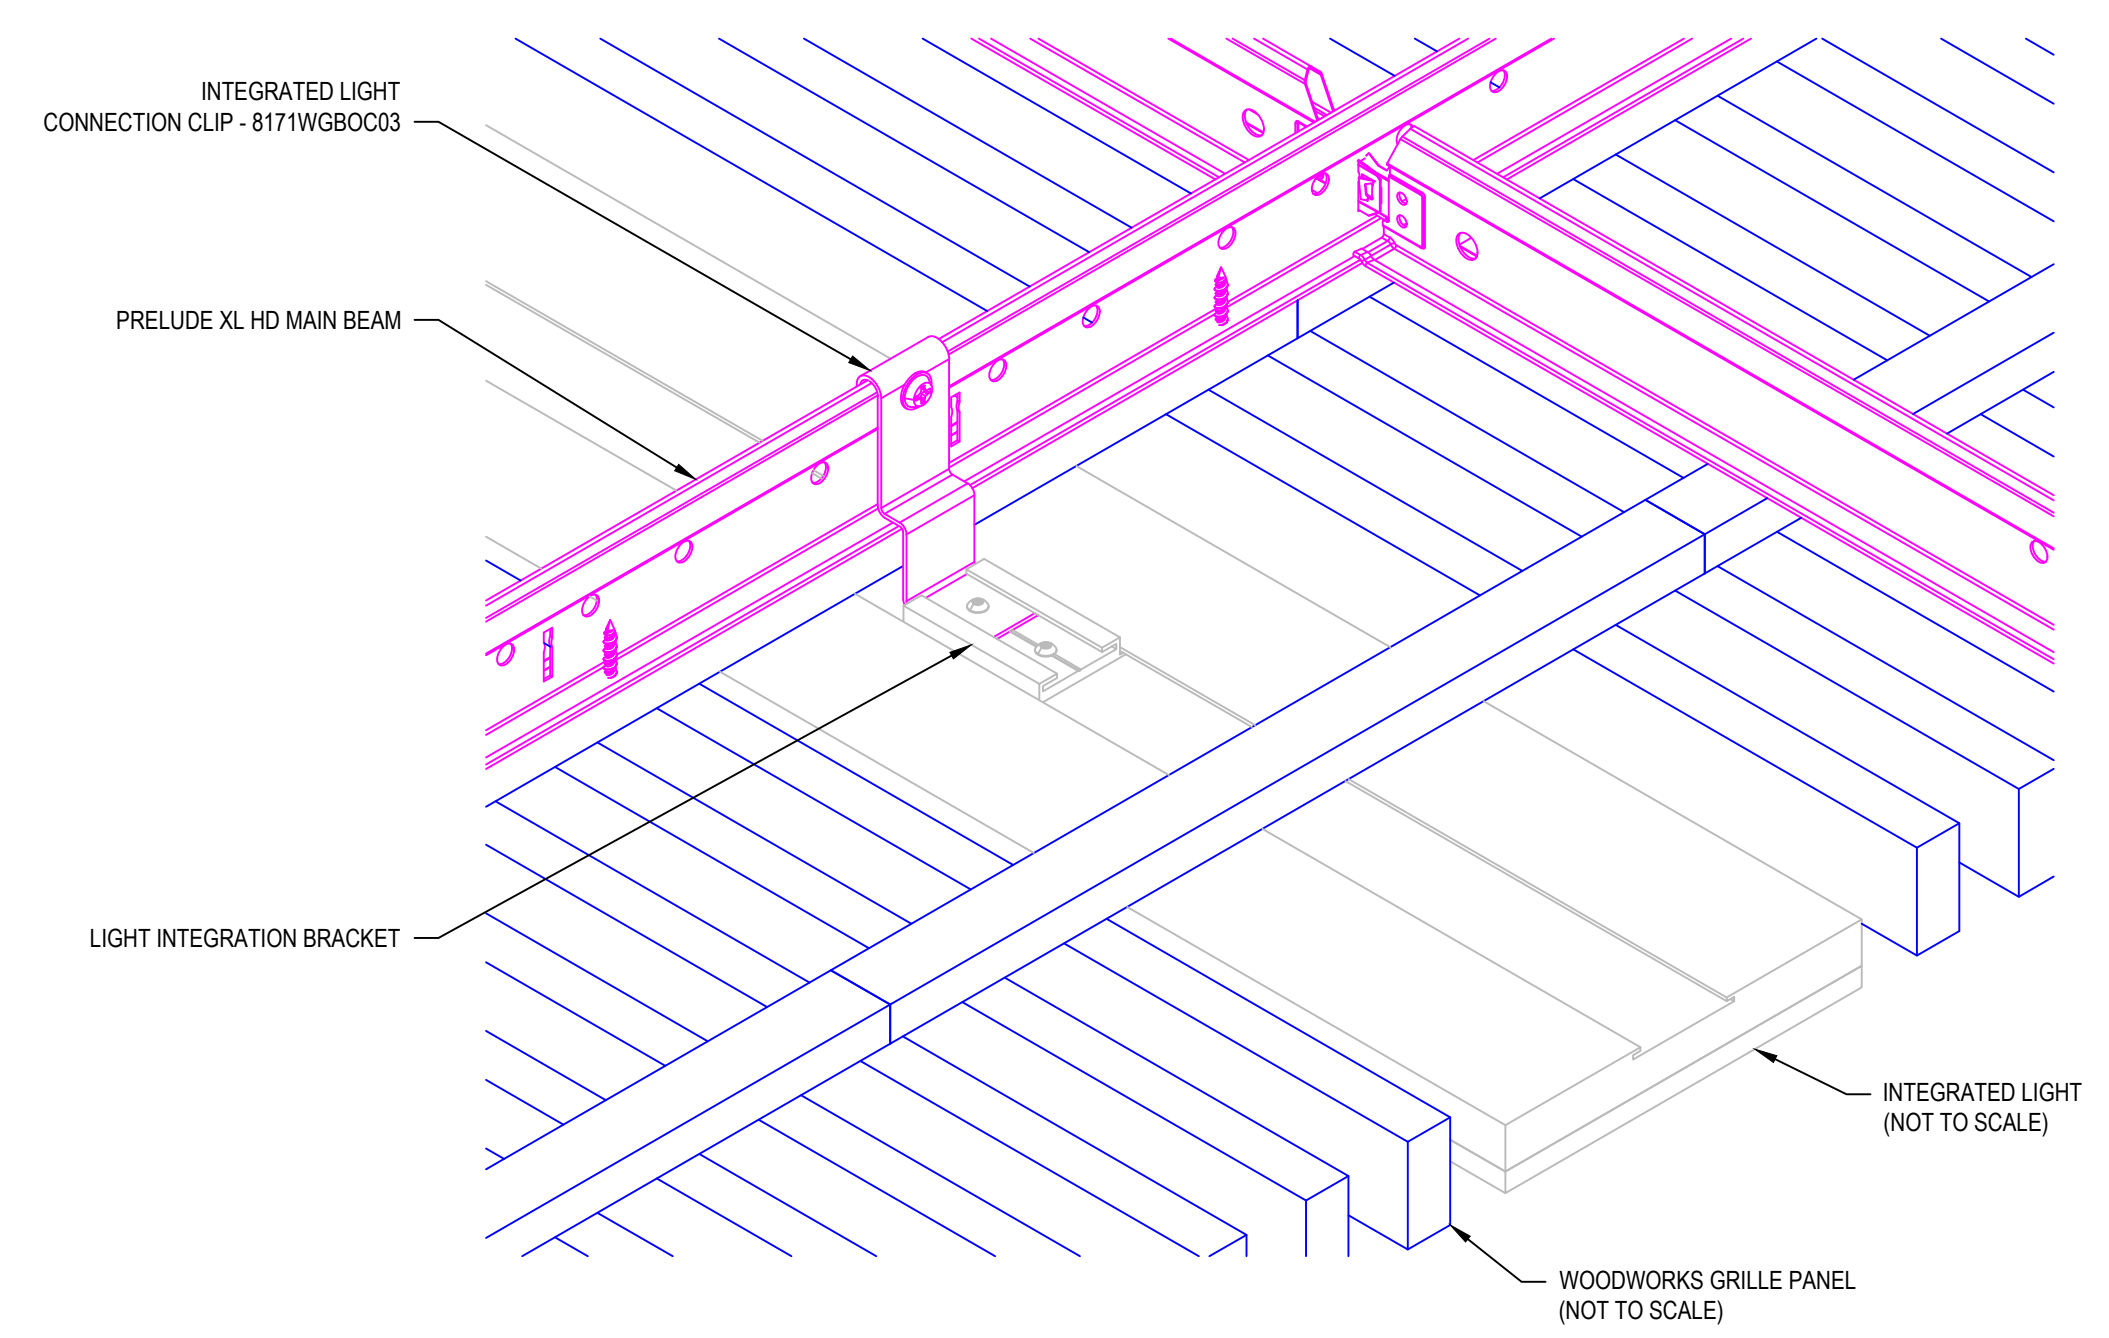 INTEGRATED LIGHT
CONNECTION CLIP - 8171WGBOC03
PRELUDE XL HD MAIN BEAM
LIGHT INTEGRATION BRACKET
INTEGRATED LIGHT
(NOT TO SCALE)
WOODWORKS GRILLE PANEL
(NOT TO SCALE)